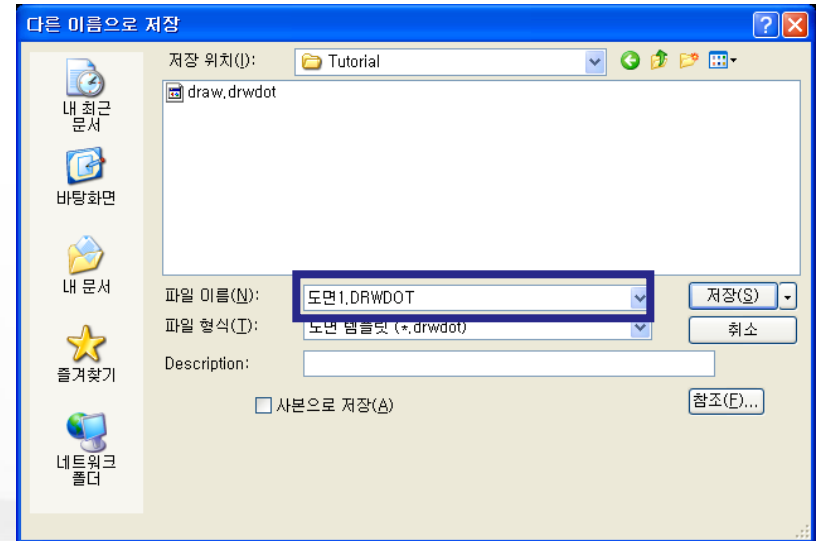 다른 이름으로 저장
저장 위치(I):
Tutorial
draw.drwdot
내 최근
문서
바탕화면
내 문서
즐겨찾기
네트워크
폴더
파일 이름(N):
도면1.DRWDOT
저장(S)
파일 형식(T):
도면 템플릿 (*.drwdot)
취소
Description:
사본으로 저장(A)
참조(F)...